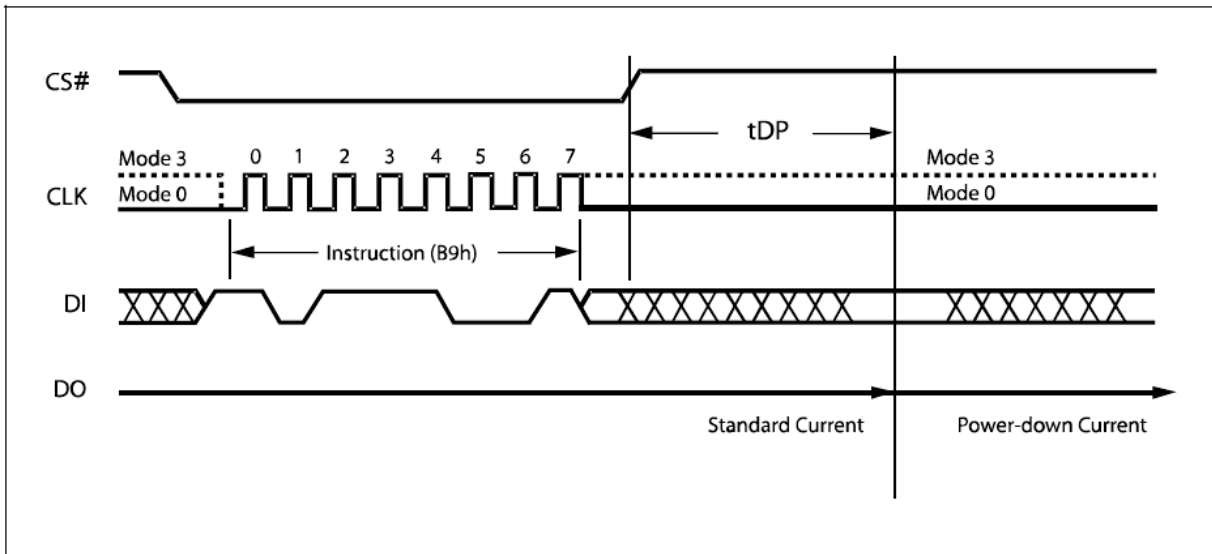 CS#
tDP
Mode 3
0 1 2 3 4 5 6 7
Mode 3
CLK
Mode 0
Mode 0
Instruction (B9h)
DI
DO
Standard Current
Power-down Current